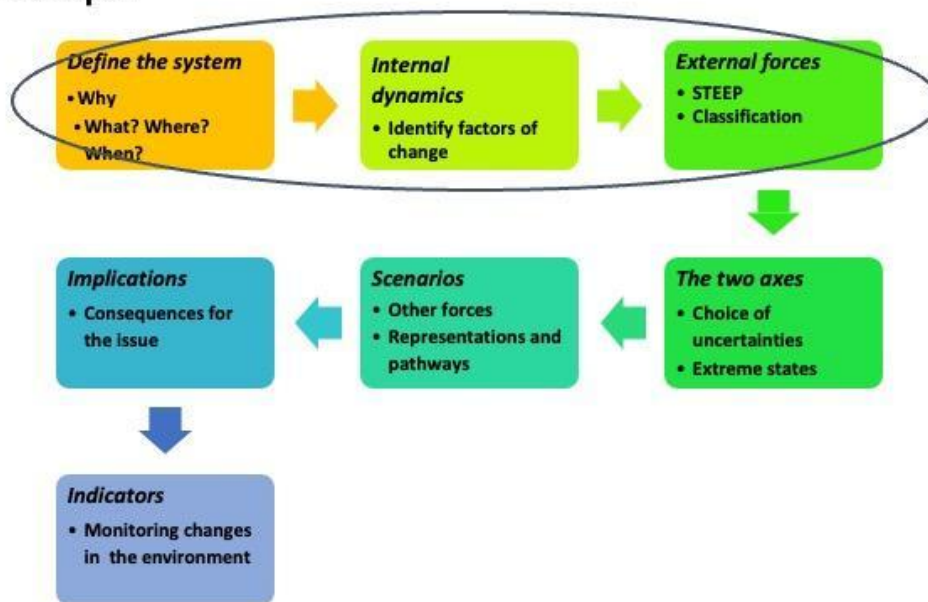 Define the system
• Why
• What? Where?
When?
Internal
dynamics
• Identify factors of
change
External forces
• STEEP
• Classification
The two axes
• Choice of
uncertainties
• Extreme states
Scenarios
• Other forces
• Representations and
pathways
Implications
• Consequences for
the issue
Indicators
• Monitoring changes
in the environment